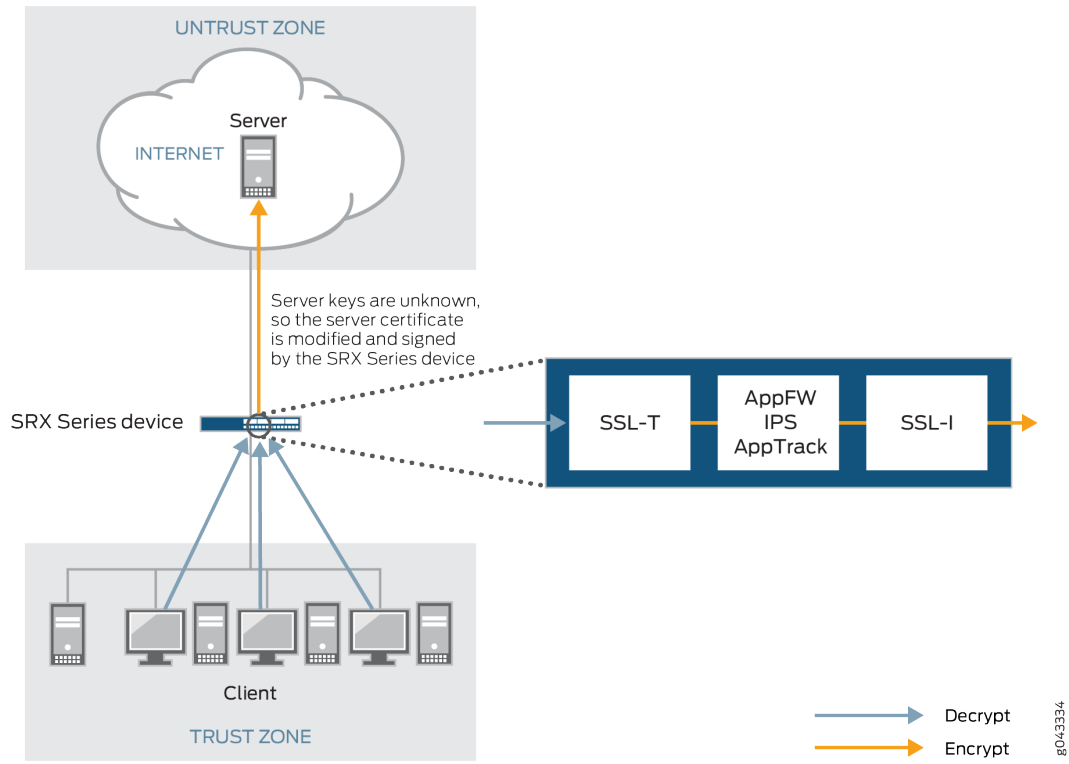 UNTRUST ZONE
Server
INTERNET
Server keys are unknown,
so the server certificate
is modified and signed
by the SRX Series device
SRX Series device
SSL-T
AppFW
IPS
AppTrack
SSL-I
Client
TRUST ZONE
Decrypt
Encrypt
g043334